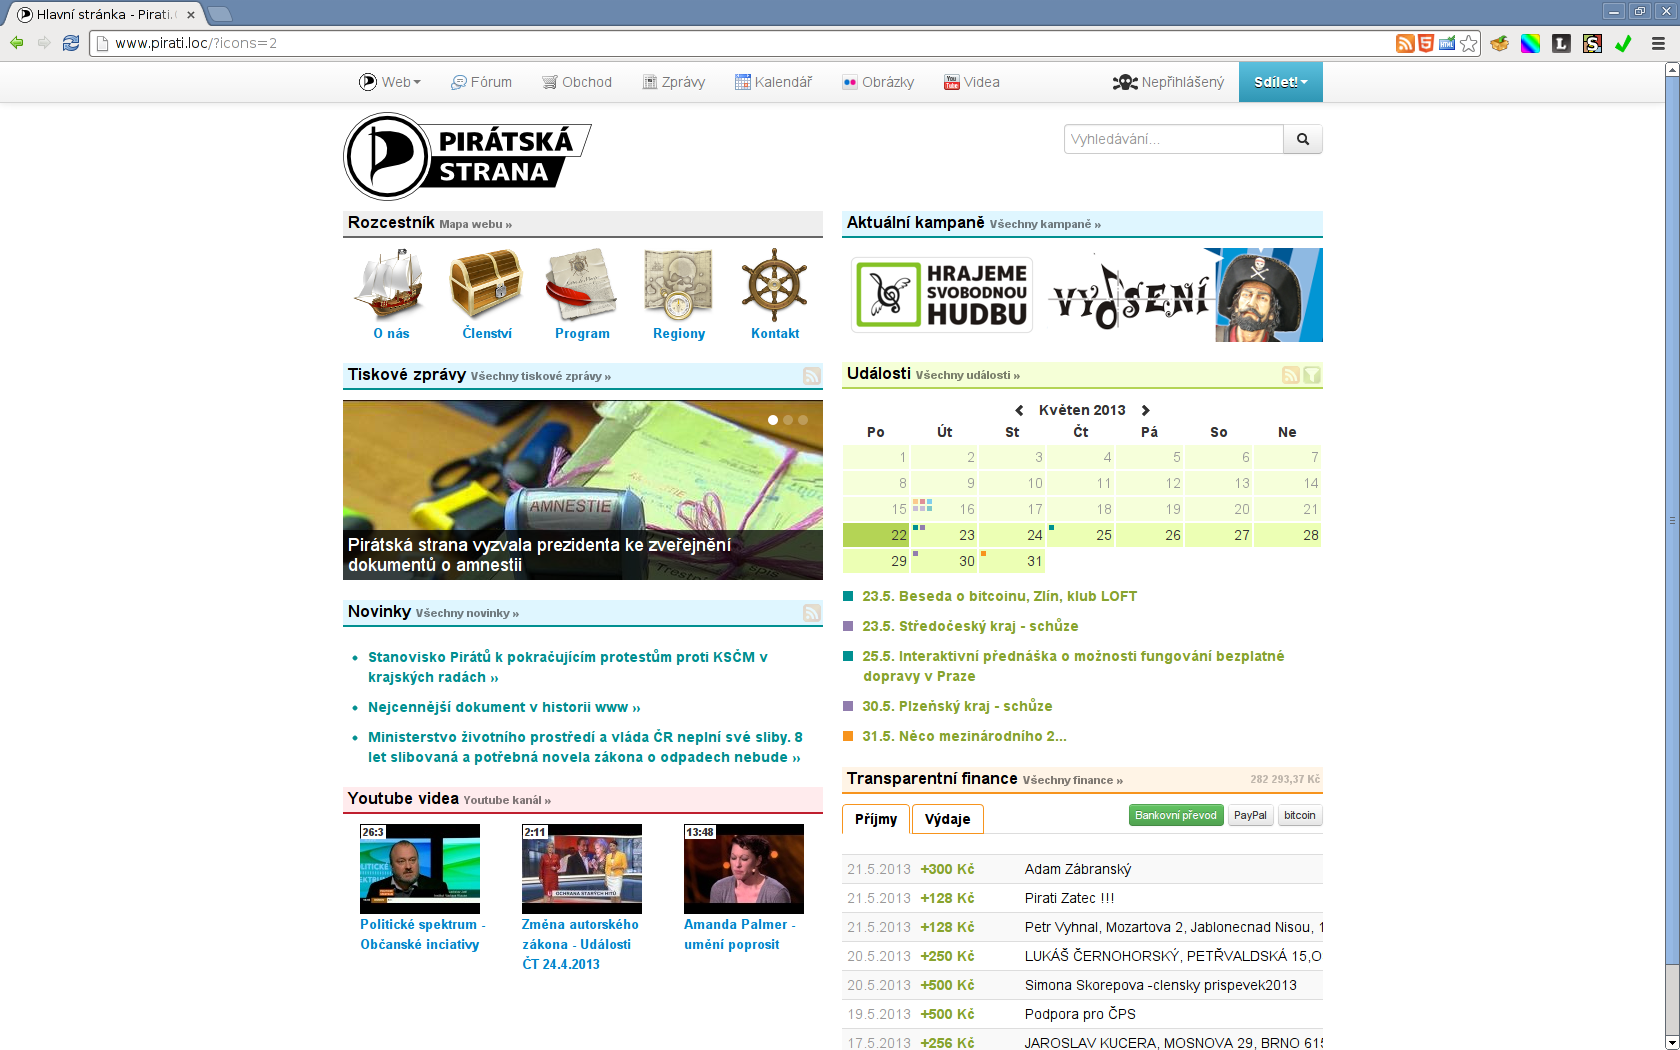 Hlavní stránka - Pirati.
www.pirati.loc/?icons=2
Web
Fórum
Obchod
Zprávy
Kalendář
Obrázky
Videa
Nepřihlášený
Sdílet!
PIRÁTSKÁ
STRANA
Vyhledávání...
Rozcestník Mapa webu »
O nás
Členství
Program
Regiony
Kontakt
Aktuální kampaně Všechny kampaně »
HRAJEME
SVOBODNOU
HUDBU
Tiskové zprávy Všechny tiskové zprávy »
AMNESTIE
Pirátská strana vyzvala prezidenta ke zveřejnění
dokumentů o amnestii
Novinky Všechny novinky »
Stanovisko Pirátů k pokračujícím protestům proti KSČM v
krajských radách ››
Nejcennější dokument v historii www ››
Ministerstvo životního prostředí a vláda ČR neplní své sliby. 8
let slibovaná a potřebná novela zákona o odpadech nebude ››
Youtube videa Youtube kanál »
26:3
Politické spektrum -
Občanské inciativy
2:11
OCHRANA STARÝCH HITŮ
Změna autorského
zákona - Události
ČT 24.4.2013
13:48
Amanda Palmer -
umění poprosit
Události Všechny události »
Květen 2013
Po Út St Čt Pá So Ne
1 2 3 4 5 6 7
8 9 10 11 12 13 14
15 16 17 18 19 20 21
22 23 24 25 26 27 28
29 30 31
23.5. Beseda o bitcoinu, Zlín, klub LOFT
23.5. Středočeský kraj - schůze
25.5. Interaktivní přednáška o možnosti fungování bezplatné
dopravy v Praze
30.5. Plzeňský kraj - schůze
31.5. Něco mezinárodního 2...
Transparentní finance Všechny finance »
282 293,37 Kč
Příjmy
Výdaje
Bankovní převod
PayPal
bitcoin
21.5.2013 +300 Kč Adam Zábranský
21.5.2013 +128 Kč Pirati Zatec !!!
21.5.2013 +128 Kč Petr Vyhnal, Mozartova 2, Jablonecnad Nisou, 1
20.5.2013 +250 Kč LUKÁŠ ČERNOHORSKÝ, PETŘVALDSKÁ 15,O
20.5.2013 +500 Kč Simona Skorepova -clensky prispevek2013
19.5.2013 +500 Kč Podpora pro ČPS
17.5.2013 +256 Kč JAROSLAV KUCERA, MOSNOVA 29, BRNO 615